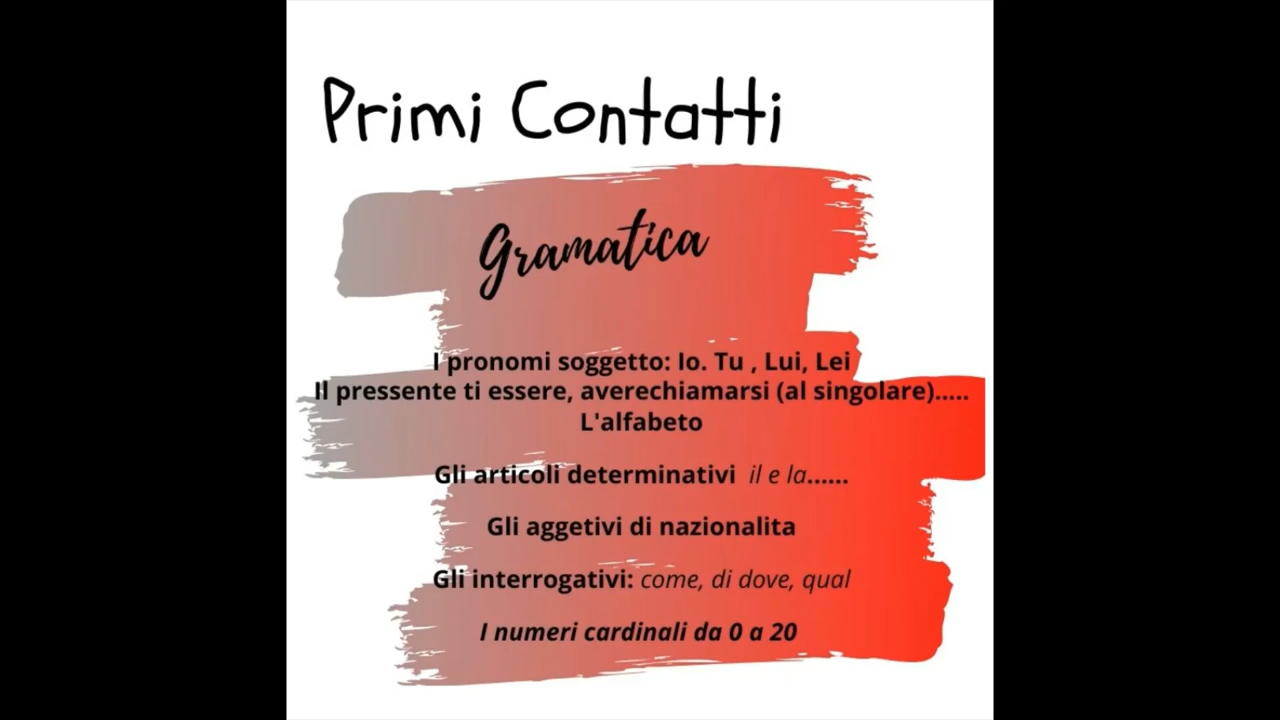 Primi Contatti
Gramatica
I pronomi soggetto: Io. Tu , Lui, Lei
Il pressente ti essere, averechiamarsi (al singolare).....
L'alfabeto
Gli articoli determinativi il e la......
Gli aggetivi di nazionalita
Gli interrogativi: come, di dove, qual
I numeri cardinali da 0 a 20